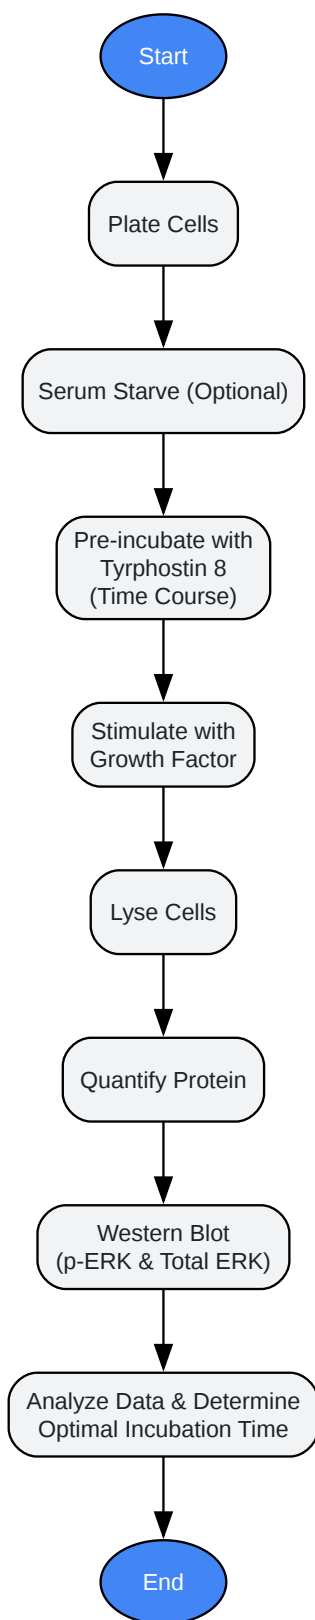 Start
Plate Cells
Serum Starve (Optional)
Pre-incubate with
Tyrphostin 8
(Time Course)
Stimulate with
Growth Factor
Lyse Cells
Quantify Protein
Western Blot
(p-ERK & Total ERK)
Analyze Data & Determine
Optimal Incubation Time
End